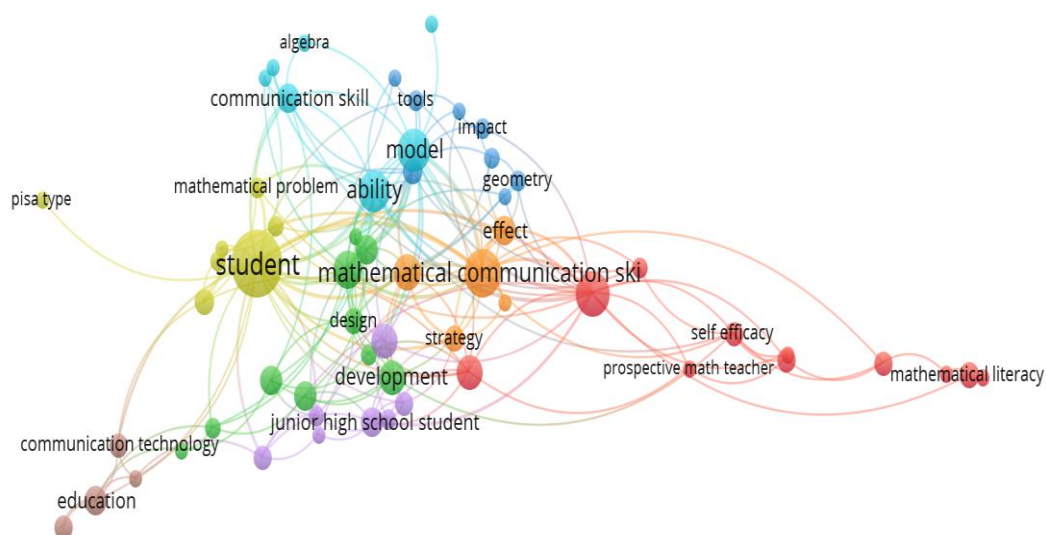 algebra
communication skill
tools
impact
model
mathematical problem
ability
geometry
pisa type
effect
student
mathematical communication ski
design
strategy
self efficacy
prospective math teacher
development
mathematical literacy
junior high school student
communication technology
education